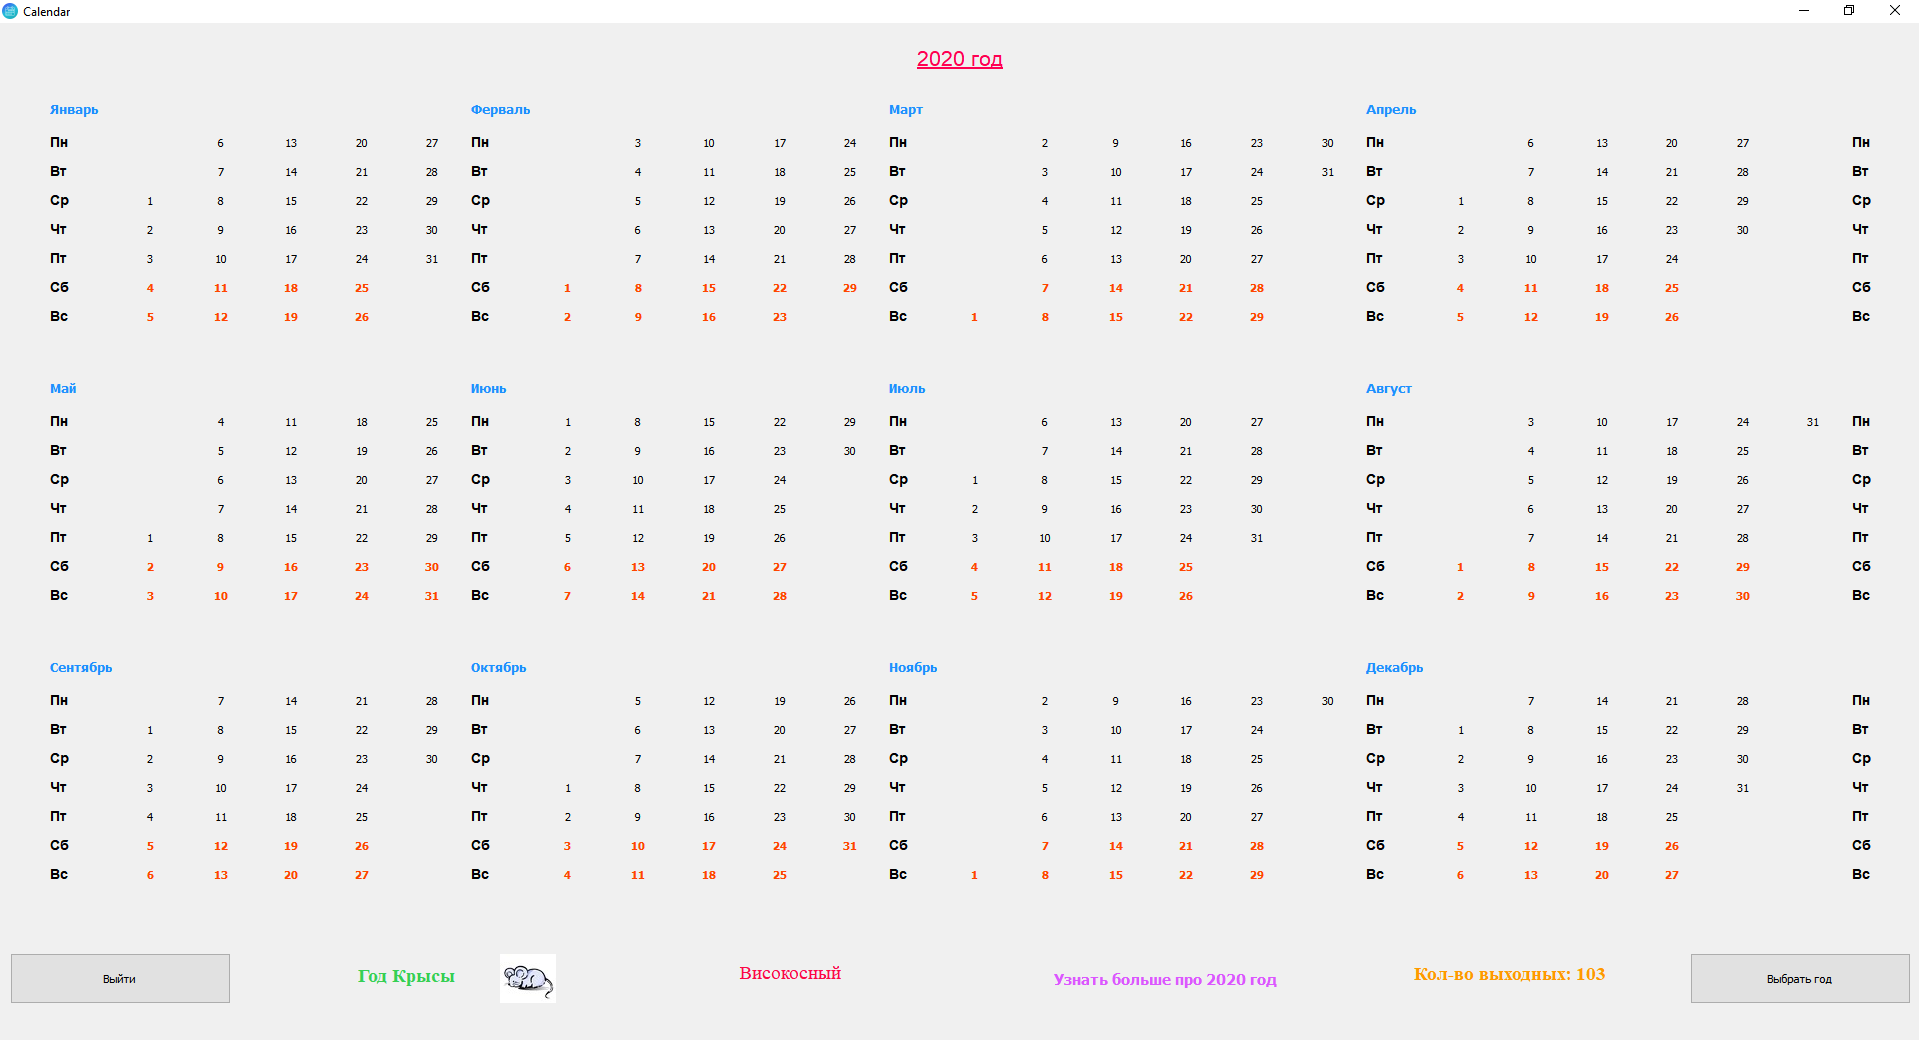 Calendar
2020 год
Январь Ферваль Март Апрель
Пн 6 13 20 27 Пн 3 10 17 24 Пн 2 9 16 23 30 Пн 6 13 20 27 Пн
Вт 7 14 21 28 Вт 4 11 18 25 Вт 3 10 17 24 31 Вт 7 14 21 28 Вт
Ср 1 8 15 22 29 Ср 5 12 19 26 Ср 4 11 18 25 Ср 1 8 15 22 29 Ср
Чт 2 9 16 23 30 Чт 6 13 20 27 Чт 5 12 19 26 Чт 2 9 16 23 30 Чт
Пт 3 10 17 24 31 Пт 7 14 21 28 Пт 6 13 20 27 Пт 3 10 17 24 Пт
Сб 4 11 18 25 Сб 1 8 15 22 29 Сб 7 14 21 28 Сб 4 11 18 25 Сб
Вс 5 12 19 26 Вс 2 9 16 23 Вс 1 8 15 22 29 Вс 5 12 19 26 Вс
Май Июнь Июль Август
Пн 4 11 18 25 Пн 1 8 15 22 29 Пн 6 13 20 27 Пн 3 10 17 24 31 Пн
Вт 5 12 19 26 Вт 2 9 16 23 30 Вт 7 14 21 28 Вт 4 11 18 25 Вт
Ср 6 13 20 27 Ср 3 10 17 24 Ср 1 8 15 22 29 Ср 5 12 19 26 Ср
Чт 7 14 21 28 Чт 4 11 18 25 Чт 2 9 16 23 30 Чт 6 13 20 27 Чт
Пт 1 8 15 22 29 Пт 5 12 19 26 Пт 3 10 17 24 31 Пт 7 14 21 28 Пт
Сб 2 9 16 23 30 Сб 6 13 20 27 Сб 4 11 18 25 Сб 1 8 15 22 29 Сб
Вс 3 10 17 24 31 Вс 7 14 21 28 Вс 5 12 19 26 Вс 2 9 16 23 30 Вс
Сентябрь Октябрь Ноябрь Декабрь
Пн 7 14 21 28 Пн 5 12 19 26 Пн 2 9 16 23 30 Пн 7 14 21 28 Пн
Вт 1 8 15 22 29 Вт 6 13 20 27 Вт 3 10 17 24 Вт 1 8 15 22 29 Вт
Ср 2 9 16 23 30 Ср 7 14 21 28 Ср 4 11 18 25 Ср 2 9 16 23 30 Ср
Чт 3 10 17 24 Чт 1 8 15 22 29 Чт 5 12 19 26 Чт 3 10 17 24 31 Чт
Пт 4 11 18 25 Пт 2 9 16 23 30 Пт 6 13 20 27 Пт 4 11 18 25 Пт
Сб 5 12 19 26 Сб 3 10 17 24 31 Сб 7 14 21 28 Сб 5 12 19 26 Сб
Вс 6 13 20 27 Вс 4 11 18 25 Вс 1 8 15 22 29 Вс 6 13 20 27 Вс
Выйти Год Крысы Високосный Узнать больше про 2020 год Кол-во выходных: 103 Выбрать год